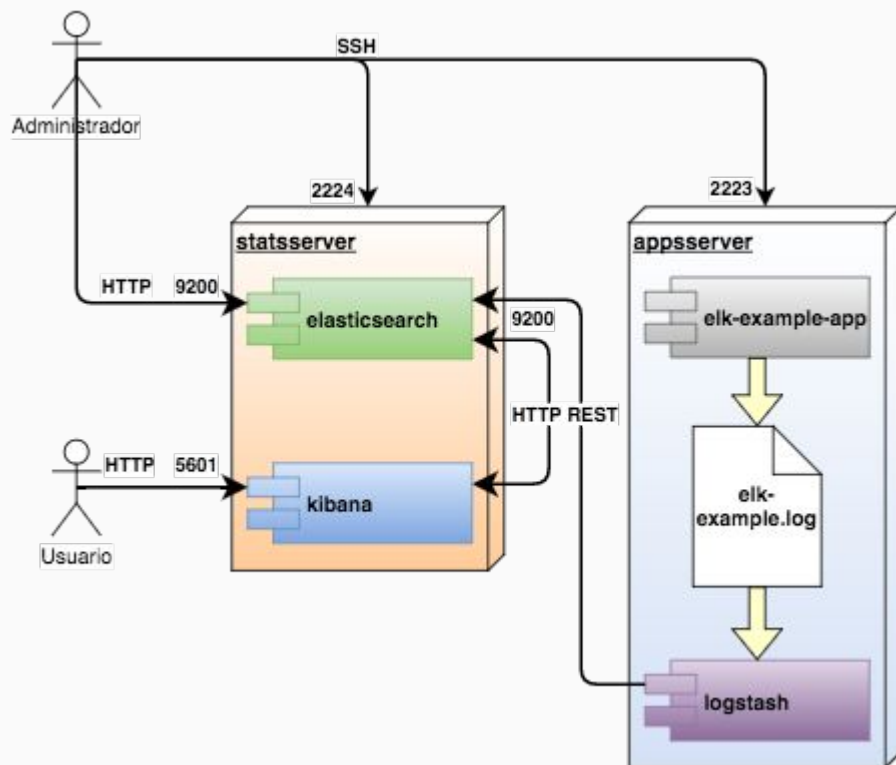 SSH
Administrador
2224
2223
statsserver
appsserver
HTTP 9200
elasticsearch
9200
elk-example-app
HTTP REST
HTTP 5601
kibana
elk-
example.log
Usuario
logstash